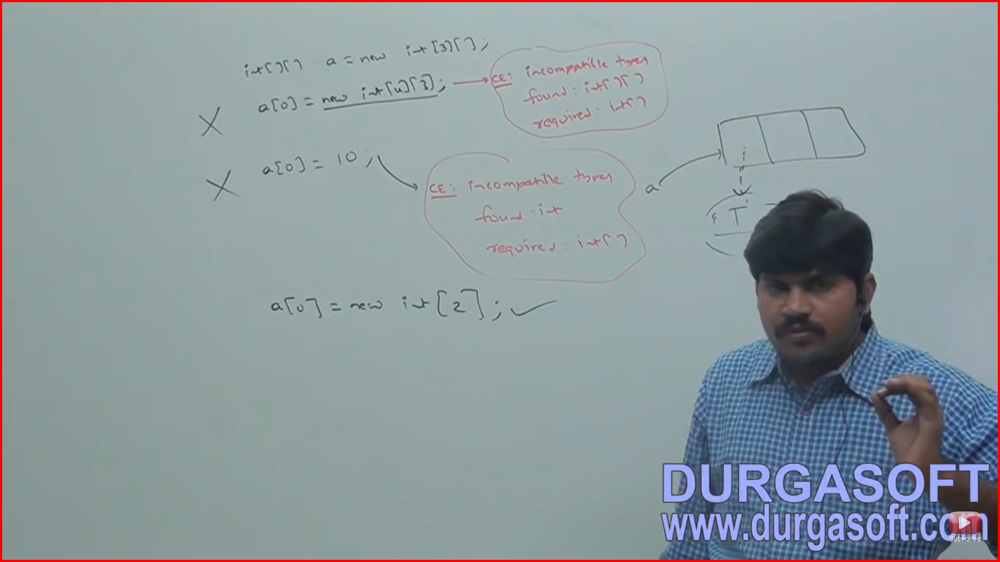 int[][] a = new int[3][];
a[0] = new int[4][3];
CE: incompatible types
found: int[][]
required: int[]
a[0] = 10;
CE: incompatible types
found: int
required: int[]
a
T
a[0] = new int[2];
DURGASOFT
www.durgasoft.com
Subscribe